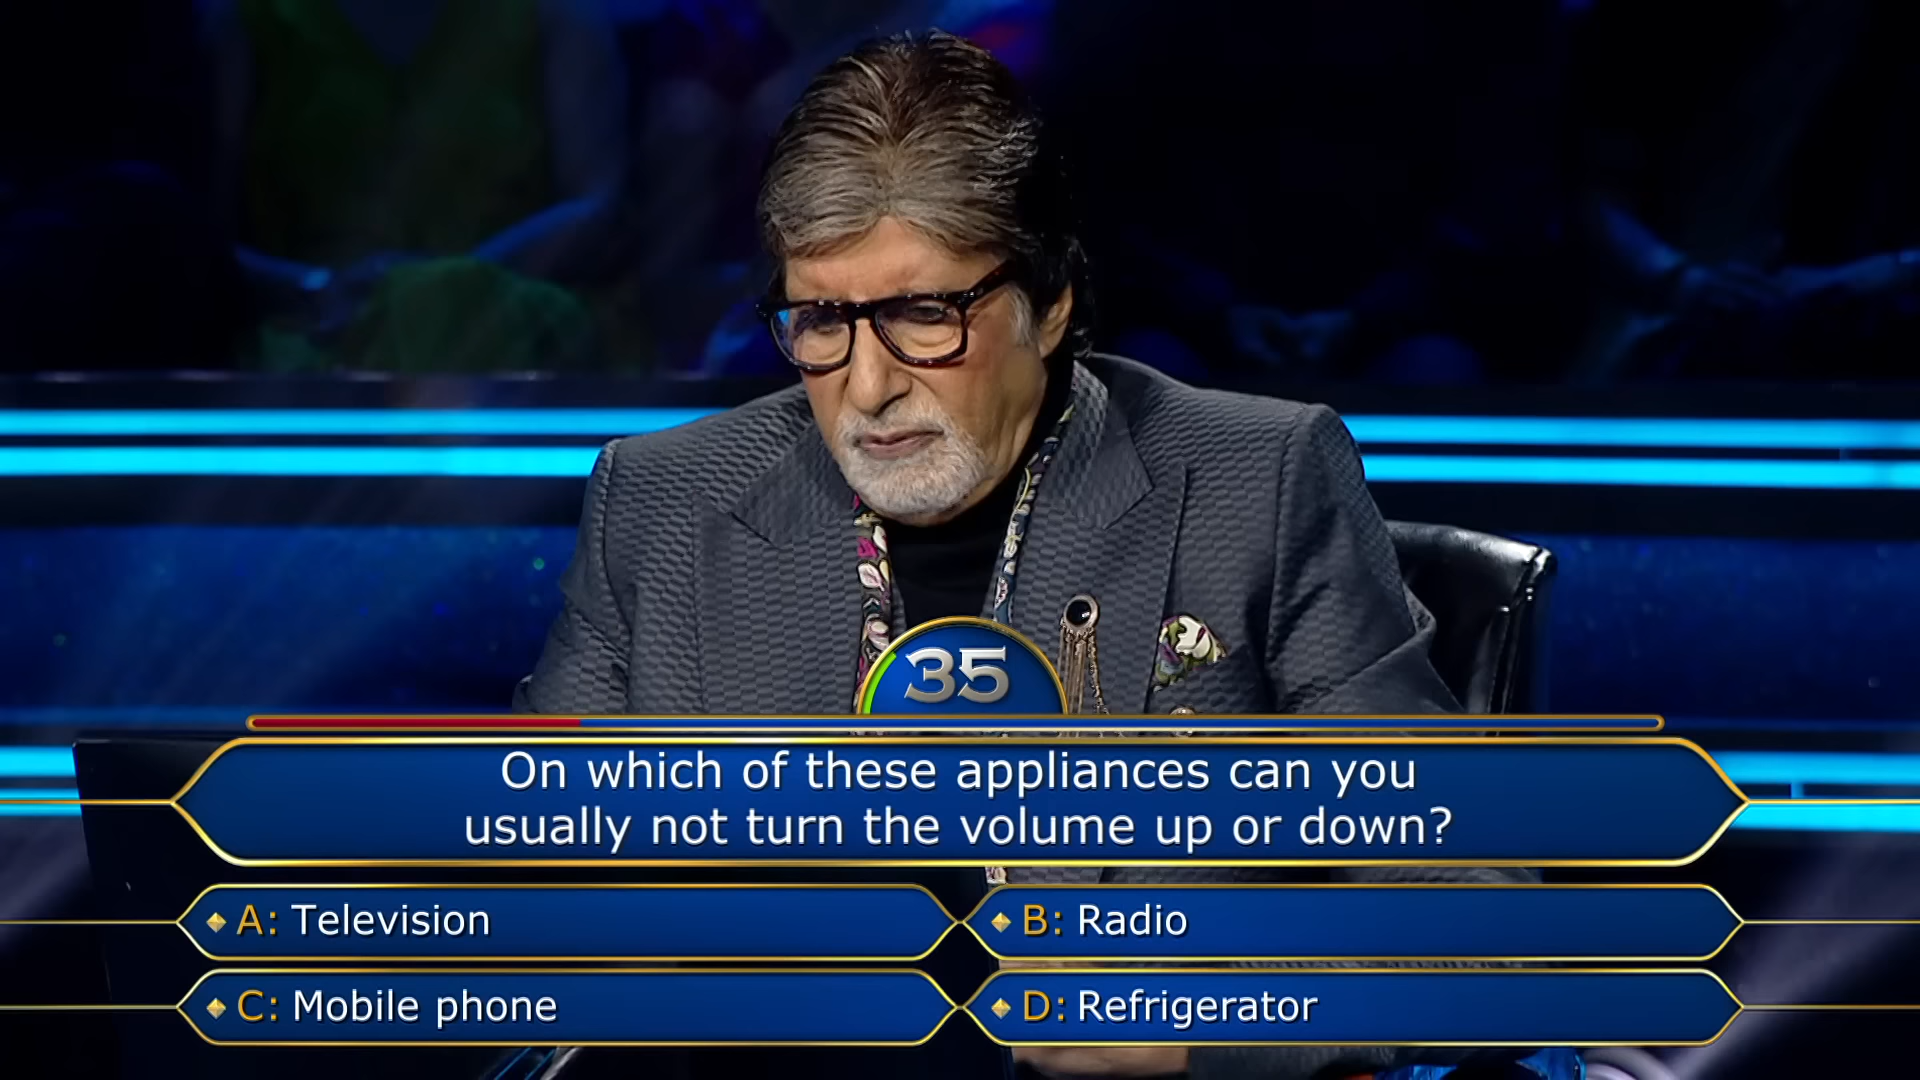 35
On which of these appliances can you
usually not turn the volume up or down?
A: Television
B: Radio
C: Mobile phone
D: Refrigerator